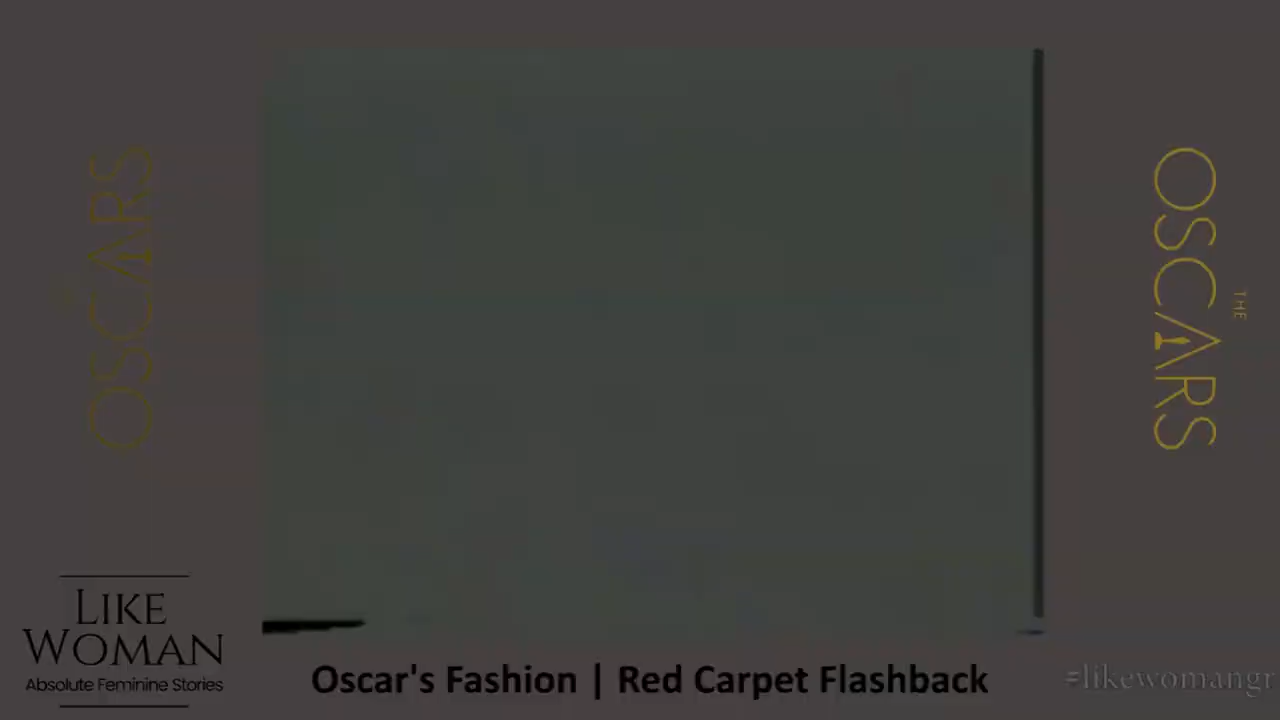 OSCARS
THE
OSCARS
LIKE
WOMAN
Absolute Feminine Stories
Oscar's Fashion | Red Carpet Flashback
#likewomangr